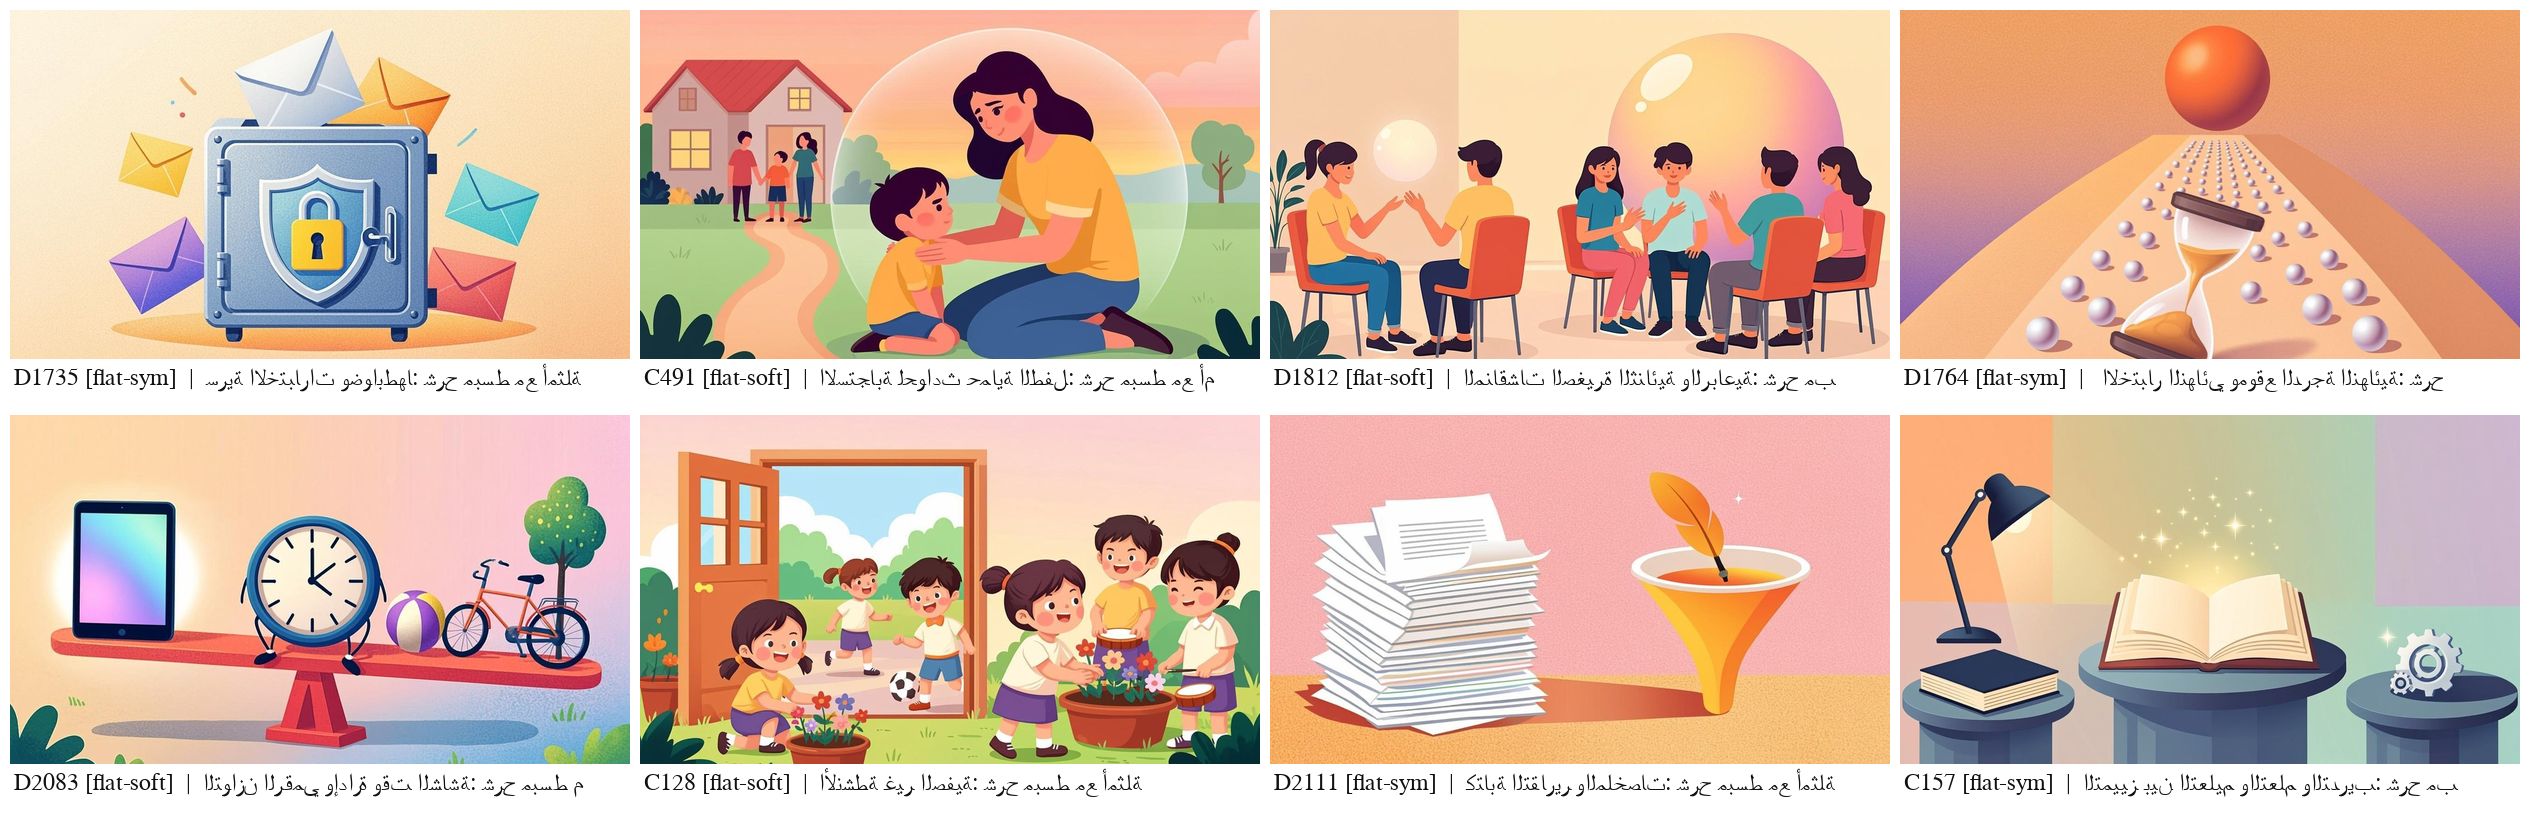 D1735 [flat-sym] | سرية الاختبارات وضوابطها: شرح مبسط مع أمثلة
C491 [flat-soft] | الاستجابة لحوادث حماية الطفل: شرح مبسط مع أم
D1812 [flat-soft] | المناقشات الصغيرة الثنائية والرباعية: شرح مب
D1764 [flat-sym] | الاختبار النهائي وموقع الدرجة النهائية: شرح
D2083 [flat-soft] | التوازن الرقمي وإدارة وقت الشاشة: شرح مبسط م
C128 [flat-soft] | الأنشطة غير الصفية: شرح مبسط مع أمثلة
D2111 [flat-sym] | كتابة التقارير والملخصات: شرح مبسط مع أمثلة
C157 [flat-sym] | التمييز بين التعليم والتعلم والتدريب: شرح مب